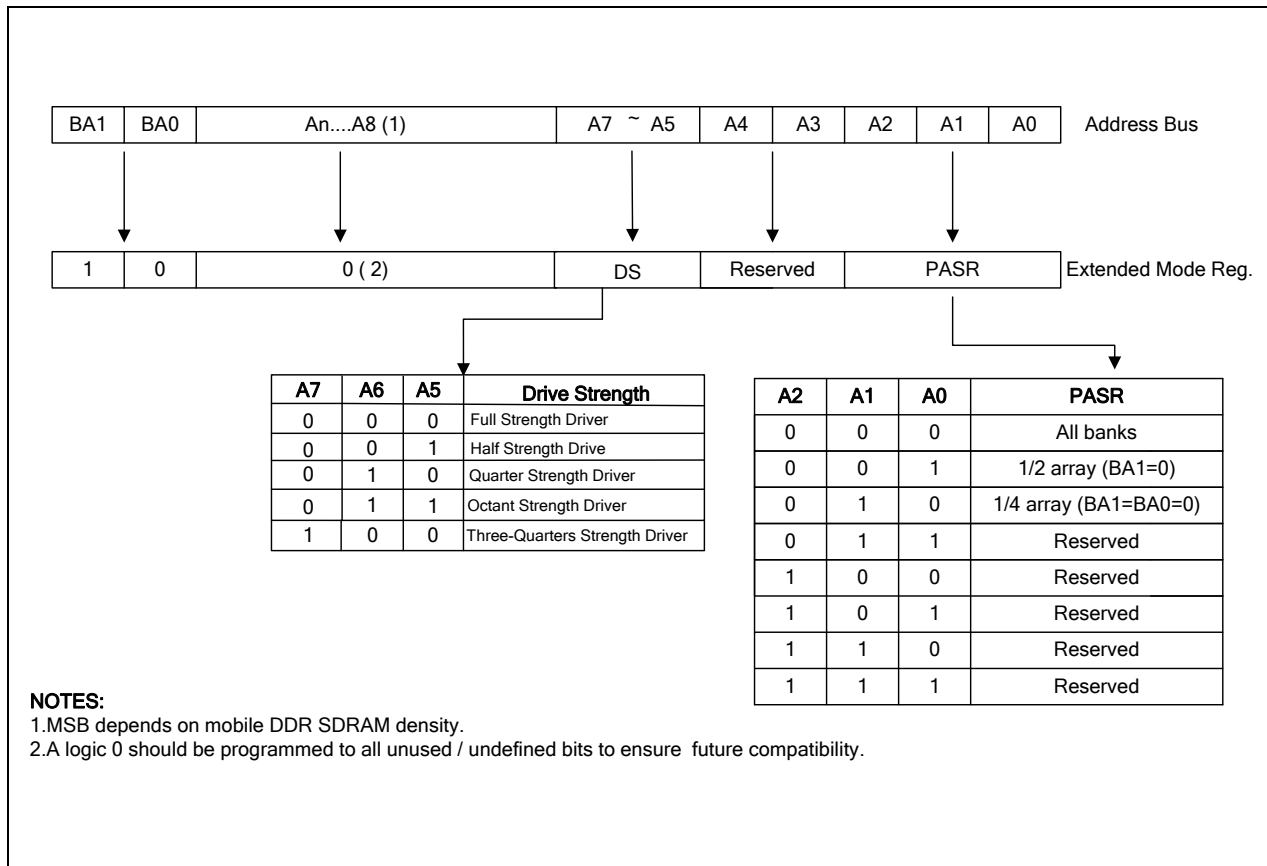 BA1 BA0 An....A8 (1) A7 ~ A5 A4 A3 A2 A1 A0 Address Bus
1 0 0 ( 2) DS Reserved PASR Extended Mode Reg.
A7 A6 A5 Drive Strength
0 0 0 Full Strength Driver
0 0 1 Half Strength Drive
0 1 0 Quarter Strength Driver
0 1 1 Octant Strength Driver
1 0 0 Three-Quarters Strength Driver
A2 A1 A0 PASR
0 0 0 All banks
0 0 1 1/2 array (BA1=0)
0 1 0 1/4 array (BA1=BA0=0)
0 1 1 Reserved
1 0 0 Reserved
1 0 1 Reserved
1 1 0 Reserved
1 1 1 Reserved
NOTES:
1.MSB depends on mobile DDR SDRAM density.
2.A logic 0 should be programmed to all unused / undefined bits to ensure future compatibility.